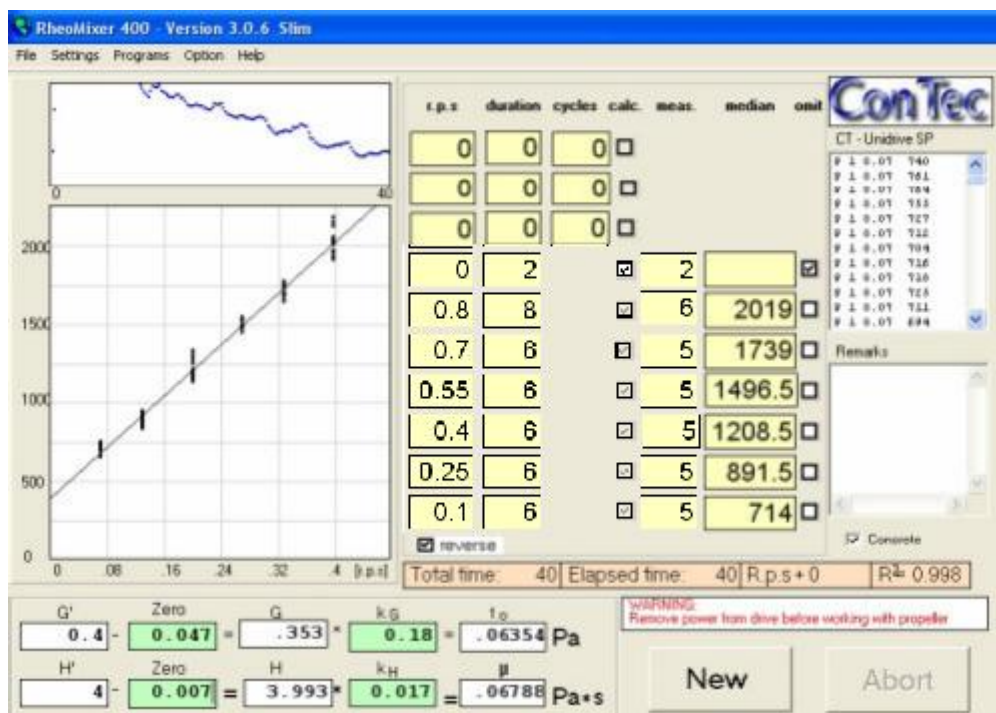 RheoMixer 400 - Version 3.0.6 Slim
File Settings Programs Option Help
0 40
2000
1500
1000
500
0
0 .08 .16 .24 .32 .4 [r.p.s]
r.p.s duration cycles calc. meas. median omit
0 0 0
0 0 0
0 0 0
0 2 2
0.8 8 6 2019
0.7 6 5 1739
0.55 6 5 1496.5
0.4 6 5 1208.5
0.25 6 5 891.5
0.1 6 5 714
reverse
Total time: 40 Elapsed time: 40 R.p.s + 0 R²= 0.998
ConTec
CT - Unidrive SP
Remarks
Concrete
G' Zero G kG τo
0.4 - 0.047 = .353 * 0.18 = .06354 Pa
H' Zero H kH μ
4 - 0.007 = 3.993 * 0.017 = .06788 Pa*s
WARNING:
Remove power from drive before working with propeller
New Abort